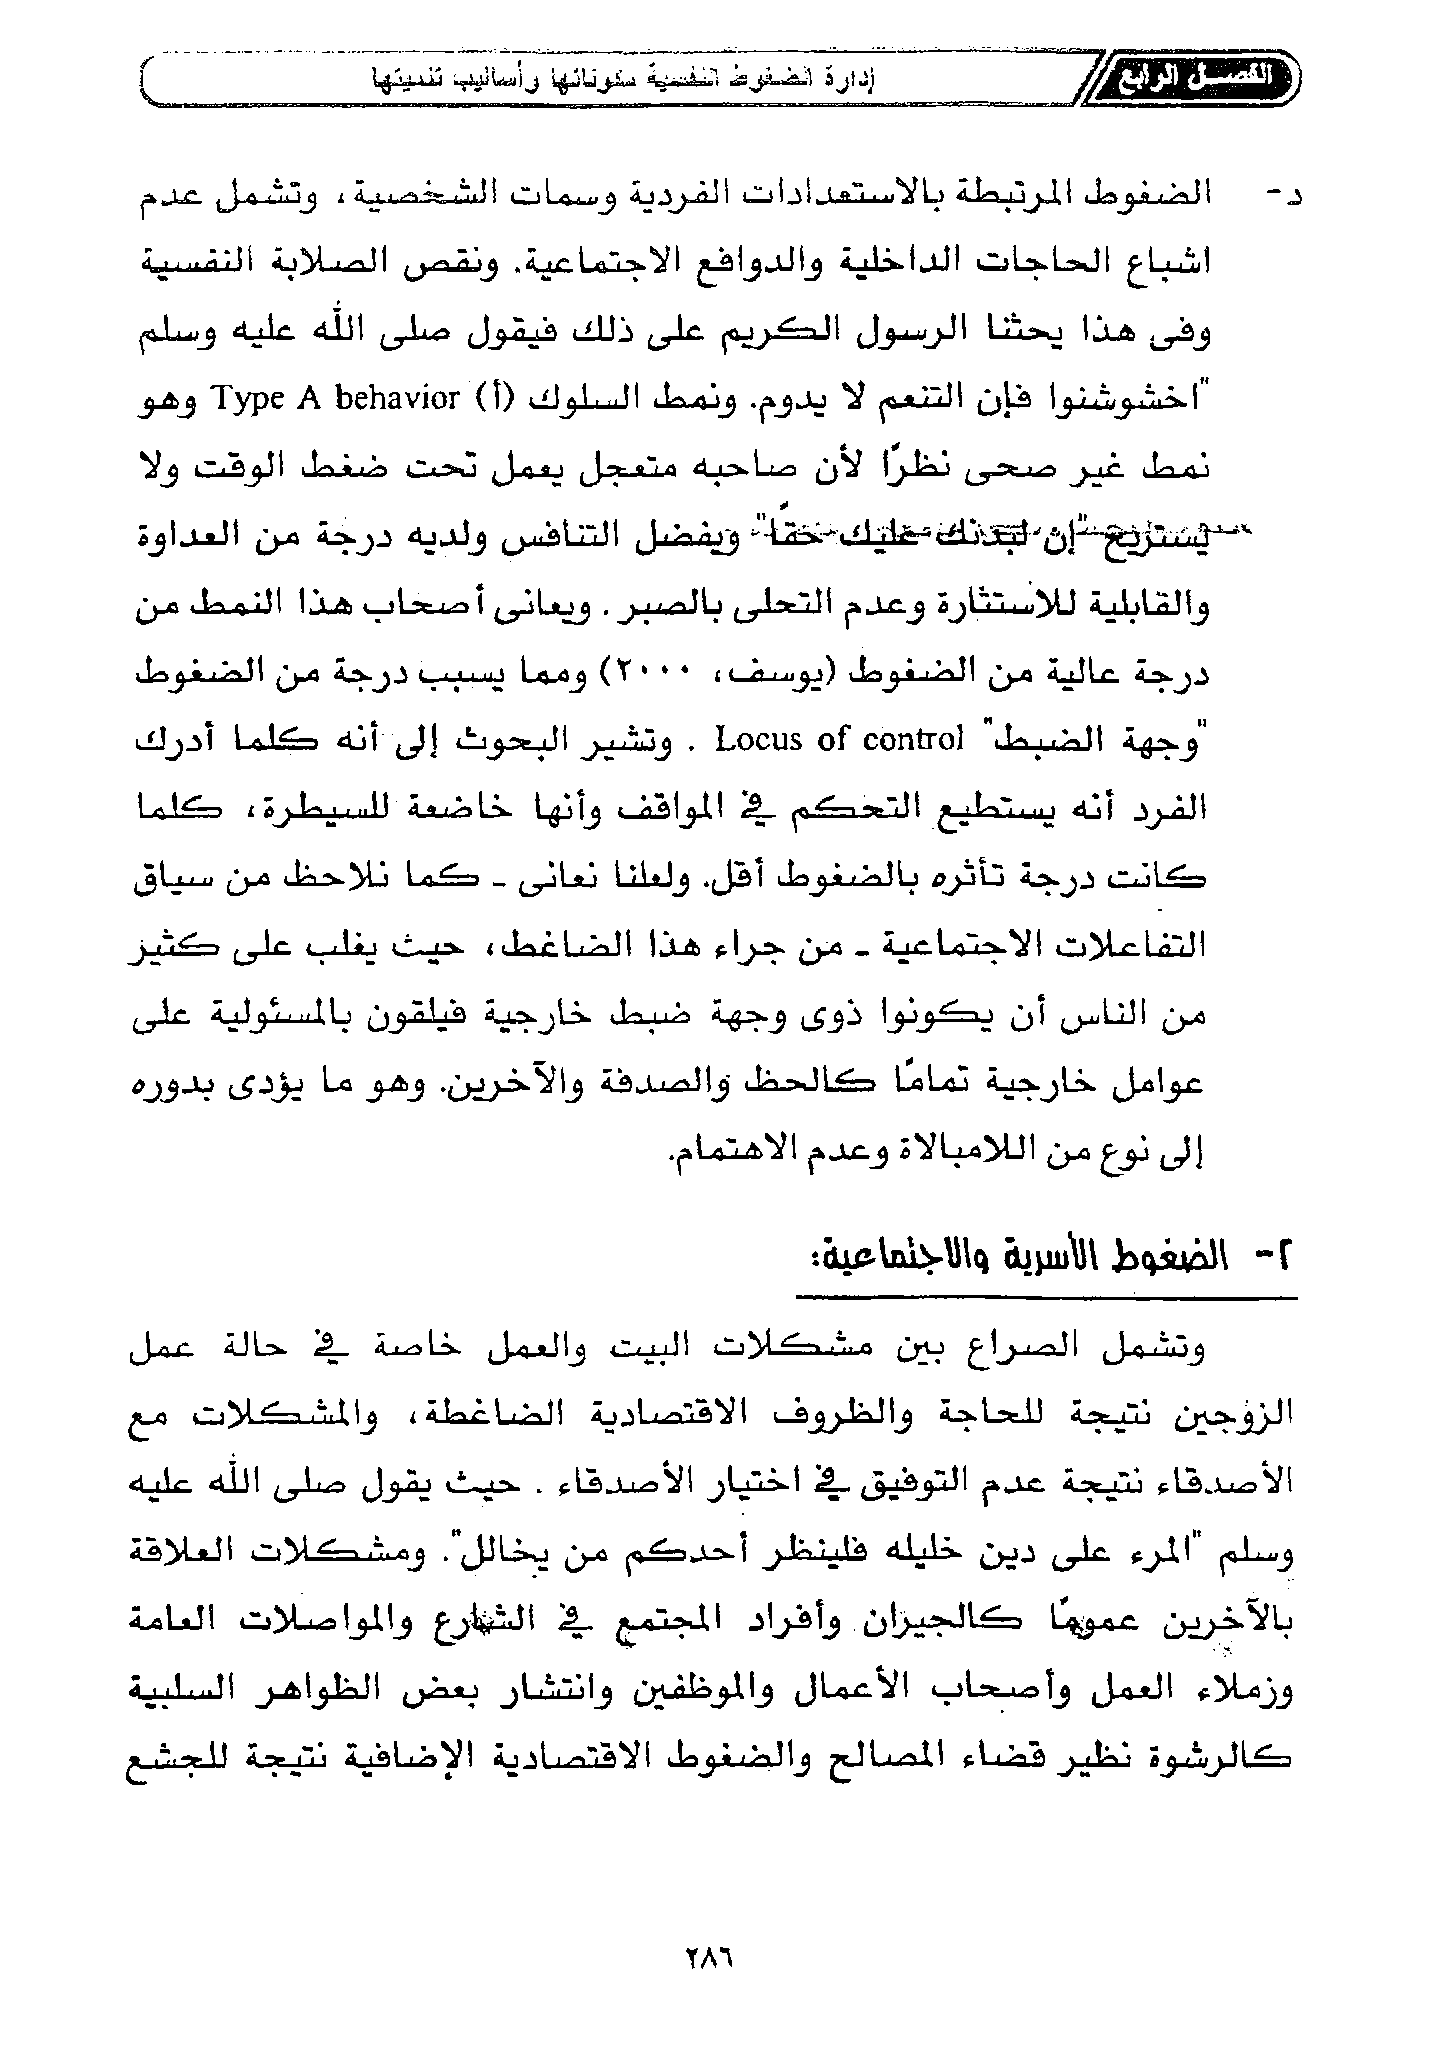 الفصل الرابع
إدارة الضغوط النفسية مكوناتها وأساليب تنميتها
د- الضغوط المرتبطة بالاستعدادات الفردية وسمات الشخصية، وتشمل عدم
اشباع الحاجات الداخلية والدوافع الاجتماعية. ونقص الصلابة النفسية
وفى هذا يحثنا الرسول الكريم على ذلك فيقول صلى الله عليه وسلم
"اخشوشنوا فإن التنعم لا يدوم. ونمط السلوك (أ) Type A behavior وهو
نمط غير صحى نظرًا لأن صاحبه متعجل يعمل تحت ضغط الوقت ولا
يستريح "إن لبدنك عليك حقًا" ويفضل التنافس ولديه درجة من العداوة
والقابلية للاستثارة وعدم التحلى بالصبر. ويعانى أصحاب هذا النمط من
درجة عالية من الضغوط (يوسف، ٢٠٠٠) ومما يسبب درجة من الضغوط
"وجهة الضبط" Locus of control . وتشير البحوث إلى أنه كلما أدرك
الفرد أنه يستطيع التحكم في المواقف وأنها خاضعة للسيطرة، كلما
كانت درجة تأثره بالضغوط أقل. ولعلنا نعانى - كما نلاحظ من سياق
التفاعلات الاجتماعية - من جراء هذا الضاغط، حيث يغلب على كثير
من الناس أن يكونوا ذوى وجهة ضبط خارجية فيلقون بالمسئولية على
عوامل خارجية تمامًا كالحظ والصدفة والآخرين. وهو ما يؤدى بدوره
إلى نوع من اللامبالاة وعدم الاهتمام.
٢- الضغوط الأسرية والاجتماعية:
وتشمل الصراع بين مشكلات البيت والعمل خاصة في حالة عمل
الزوجين نتيجة للحاجة والظروف الاقتصادية الضاغطة، والمشكلات مع
الأصدقاء نتيجة عدم التوفيق في اختيار الأصدقاء . حيث يقول صلى الله عليه
وسلم "المرء على دين خليله فلينظر أحدكم من يخالل". ومشكلات العلاقة
بالآخرين عمومًا كالجيران وأفراد المجتمع في الشارع والمواصلات العامة
وزملاء العمل وأصحاب الأعمال والموظفين وانتشار بعض الظواهر السلبية
كالرشوة نظير قضاء المصالح والضغوط الاقتصادية الإضافية نتيجة للجشع
٢٨٦